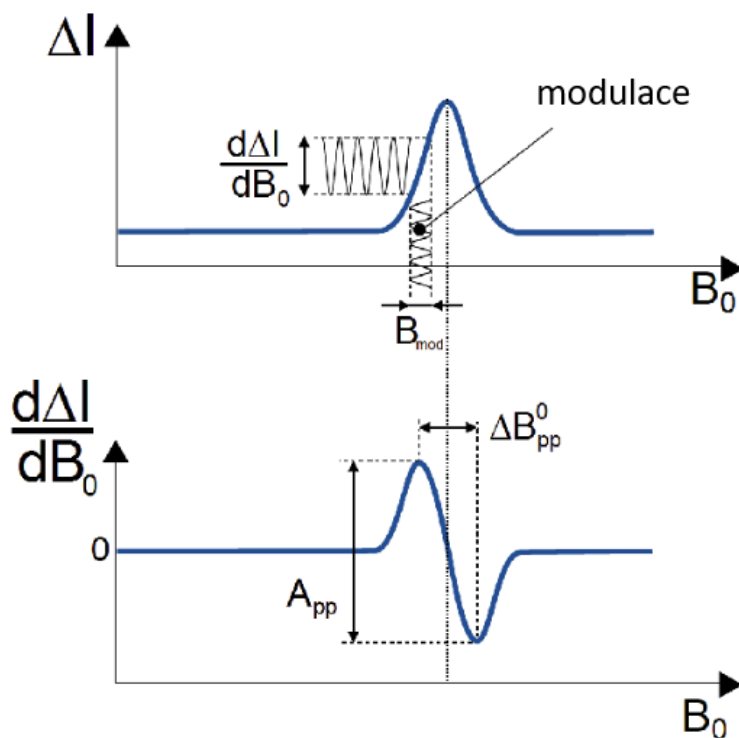 ΔI
modulace
dΔI
dB₀
B₀
Bmod
dΔI
dB₀
ΔB⁰pp
0
App
B₀